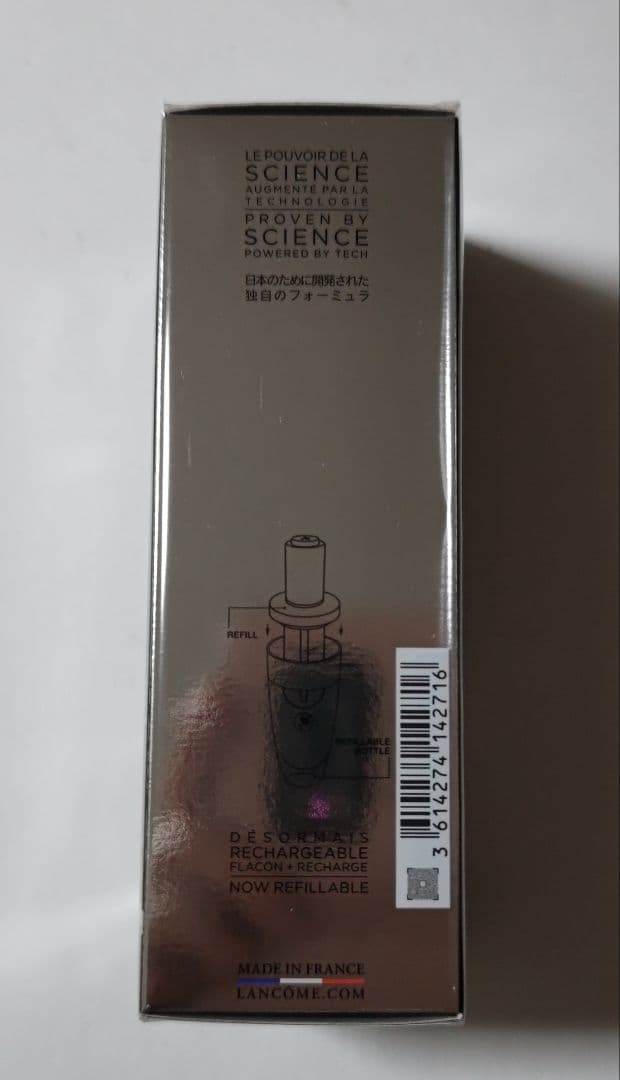 LE POUVOIR DE LA
SCIENCE
AUGMENTÉ PAR LA
TECHNOLOGIE
PROVEN BY
SCIENCE
POWERED BY TECH
日本のために開発された
独自のフォーミュラ
REFILL
REFILLABLE
BOTTLE
3 614274 142716
DÉSORMAIS
RECHARGEABLE
FLACON + RECHARGE
NOW REFILLABLE
MADE IN FRANCE
LANCÔME.COM